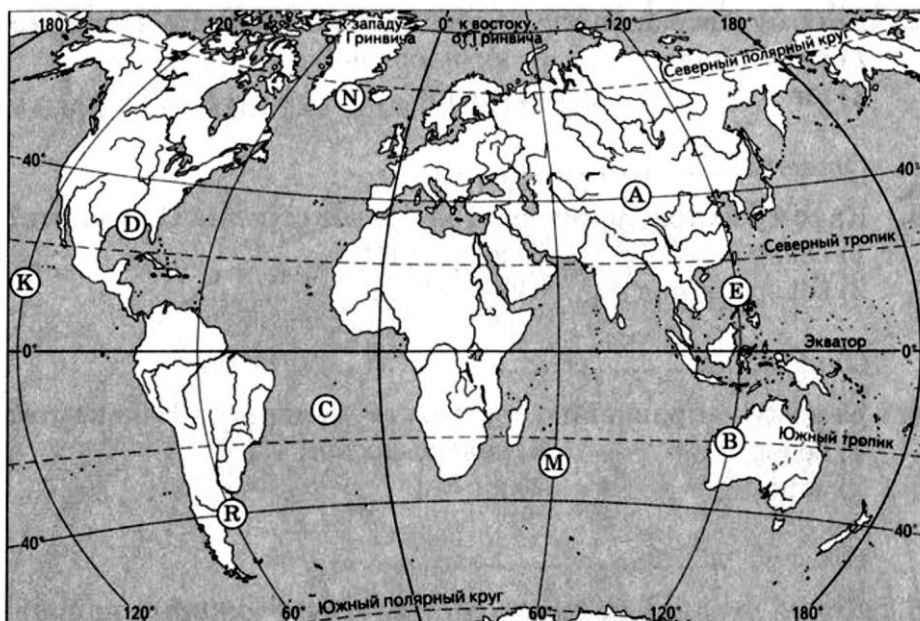 180°
к западу
от Гринвича
0°
к востоку
от Гринвича
120°
180°
Северный полярный круг
N
40°
40°
A
D
Северный тропик
K
E
0°
Экватор
0°
C
B
Южный тропик
M
R
40°
40°
120°
60°
Южный полярный круг
0°
60°
120°
180°